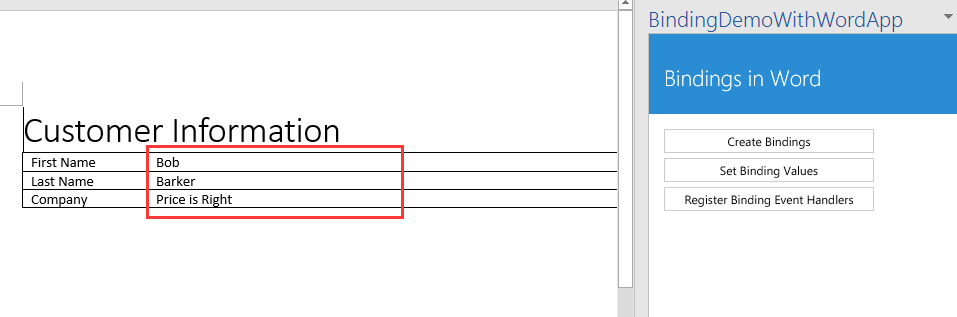 BindingDemoWithWordApp
Bindings in Word
Customer Information
First Name Bob
Last Name Barker
Company Price is Right
Create Bindings
Set Binding Values
Register Binding Event Handlers